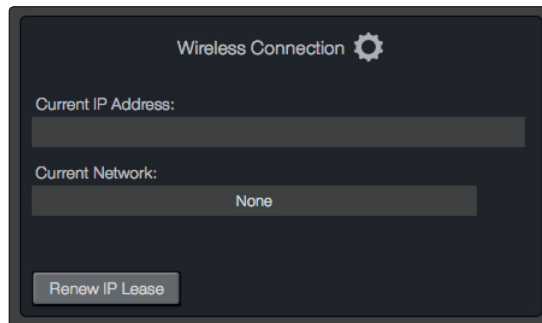 Wireless Connection
Current IP Address:
Current Network:
None
Renew IP Lease